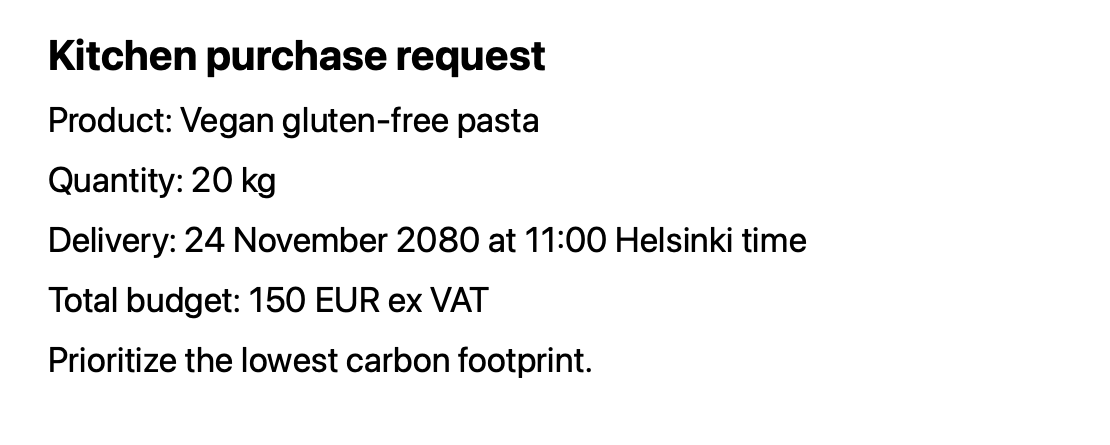 Kitchen purchase request
Product: Vegan gluten-free pasta
Quantity: 20 kg
Delivery: 24 November 2080 at 11:00 Helsinki time
Total budget: 150 EUR ex VAT
Prioritize the lowest carbon footprint.